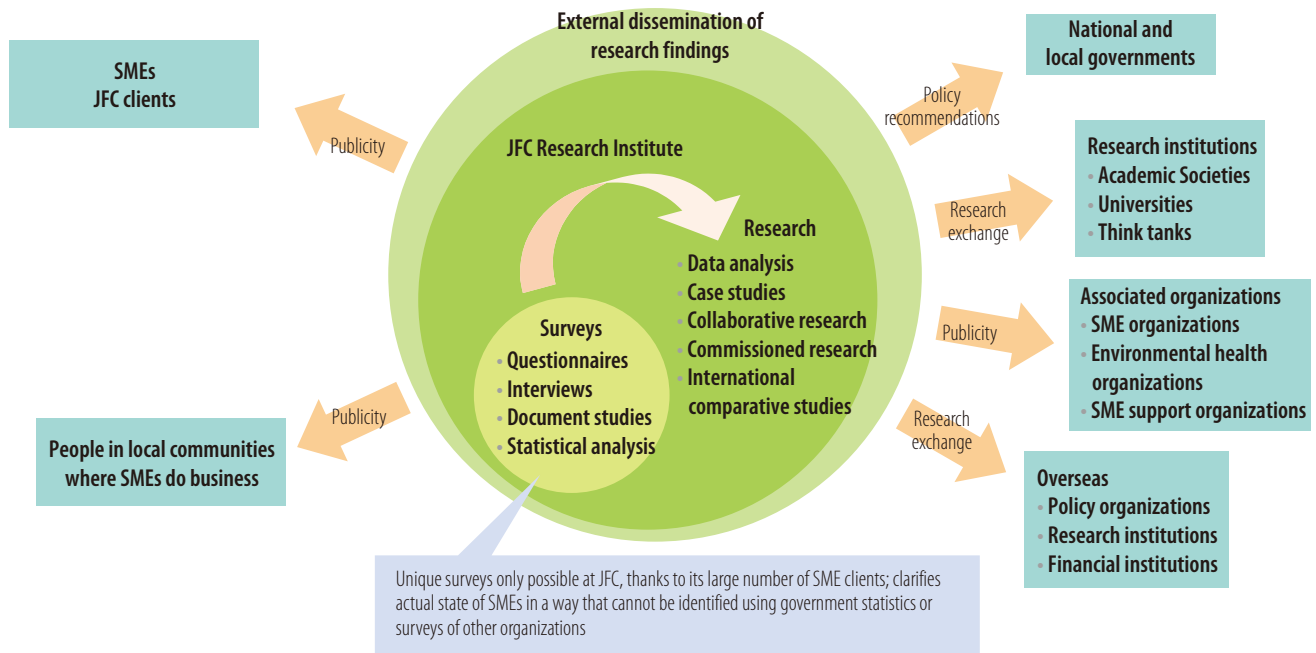 External dissemination of
research findings
SMEs
JFC clients
Publicity
People in local communities
where SMEs do business
Publicity
JFC Research Institute
Surveys
• Questionnaires
• Interviews
• Document studies
• Statistical analysis
Research
• Data analysis
• Case studies
• Collaborative research
• Commissioned research
• International
comparative studies
Unique surveys only possible at JFC, thanks to its large number of SME clients; clarifies
actual state of SMEs in a way that cannot be identified using government statistics or
surveys of other organizations
Policy
recommendations
National and
local governments
Research
exchange
Research institutions
• Academic Societies
• Universities
• Think tanks
Publicity
Associated organizations
• SME organizations
• Environmental health
organizations
• SME support organizations
Research
exchange
Overseas
• Policy organizations
• Research institutions
• Financial institutions